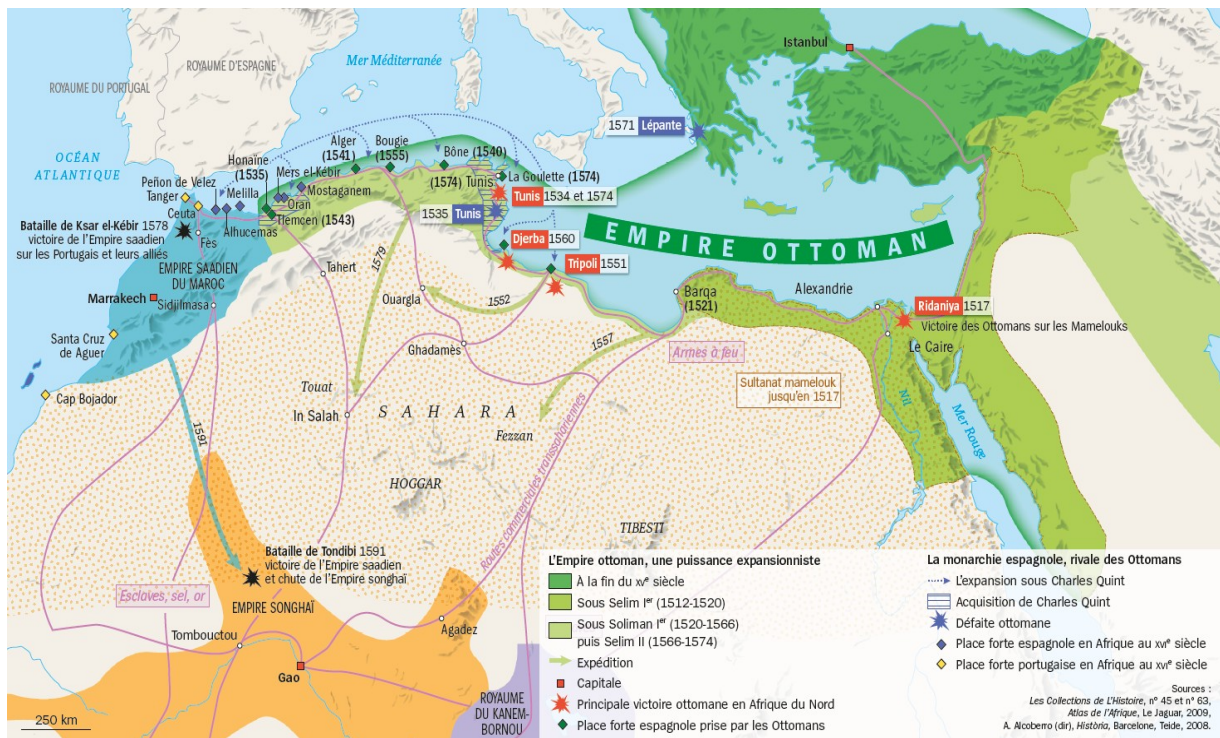 Istanbul
ROYAUME D'ESPAGNE
ROYAUME DU PORTUGAL
Mer Méditerranée
OCÉAN
ATLANTIQUE
1571 Lépante
Alger
(1541)
Bougie
(1555)
Bône (1540)
Honaïne
(1535)
Mers el-Kébir
Mostaganem
Oran
Tlemcen (1543)
Peñon de Velez
Melilla
Tanger
Ceuta
Alhucemas
Fès
(1574) Tunis
La Goulette (1574)
Tunis 1534 et 1574
1535 Tunis
Djerba 1560
Tripoli 1551
EMPIRE OTTOMAN
Bataille de Ksar el-Kébir 1578
victoire de l'Empire saadien
sur les Portugais et leurs alliés
EMPIRE SAADIEN
DU MAROC
Marrakech
Sidjilmasa
Santa Cruz
de Aguer
Cap Bojador
Tahert
1579
Ouargla
1552
Ghadamès
1557
Barqa
(1521)
Alexandrie
Ridaniya 1517
Victoire des Ottomans sur les Mamelouks
Le Caire
Armes à feu
Sultanat mamelouk
jusqu'en 1517
Nil
Mer Rouge
Touat
In Salah
SAHARA
Fezzan
HOGGAR
TIBESTI
Routes commerciales transsahariennes
1591
Bataille de Tondibi 1591
victoire de l'Empire saadien
et chute de l'Empire songhaï
Esclaves, sel, or
EMPIRE SONGHAÏ
Tombouctou
Agadez
Gao
ROYAUME
DU KANEM-
BORNOU
250 km
L'Empire ottoman, une puissance expansionniste
À la fin du XVe siècle
Sous Selim Ier (1512-1520)
Sous Soliman Ier (1520-1566)
puis Selim II (1566-1574)
Expédition
Capitale
Principale victoire ottomane en Afrique du Nord
Place forte espagnole prise par les Ottomans
La monarchie espagnole, rivale des Ottomans
L'expansion sous Charles Quint
Acquisition de Charles Quint
Défaite ottomane
Place forte espagnole en Afrique au XVIe siècle
Place forte portugaise en Afrique au XVIe siècle
Sources :
Les Collections de L'Histoire, n° 45 et n° 63,
Atlas de l'Afrique, Le Jaguar, 2009,
A. Alcoberro (dir), Història, Barcelone, Teide, 2008.